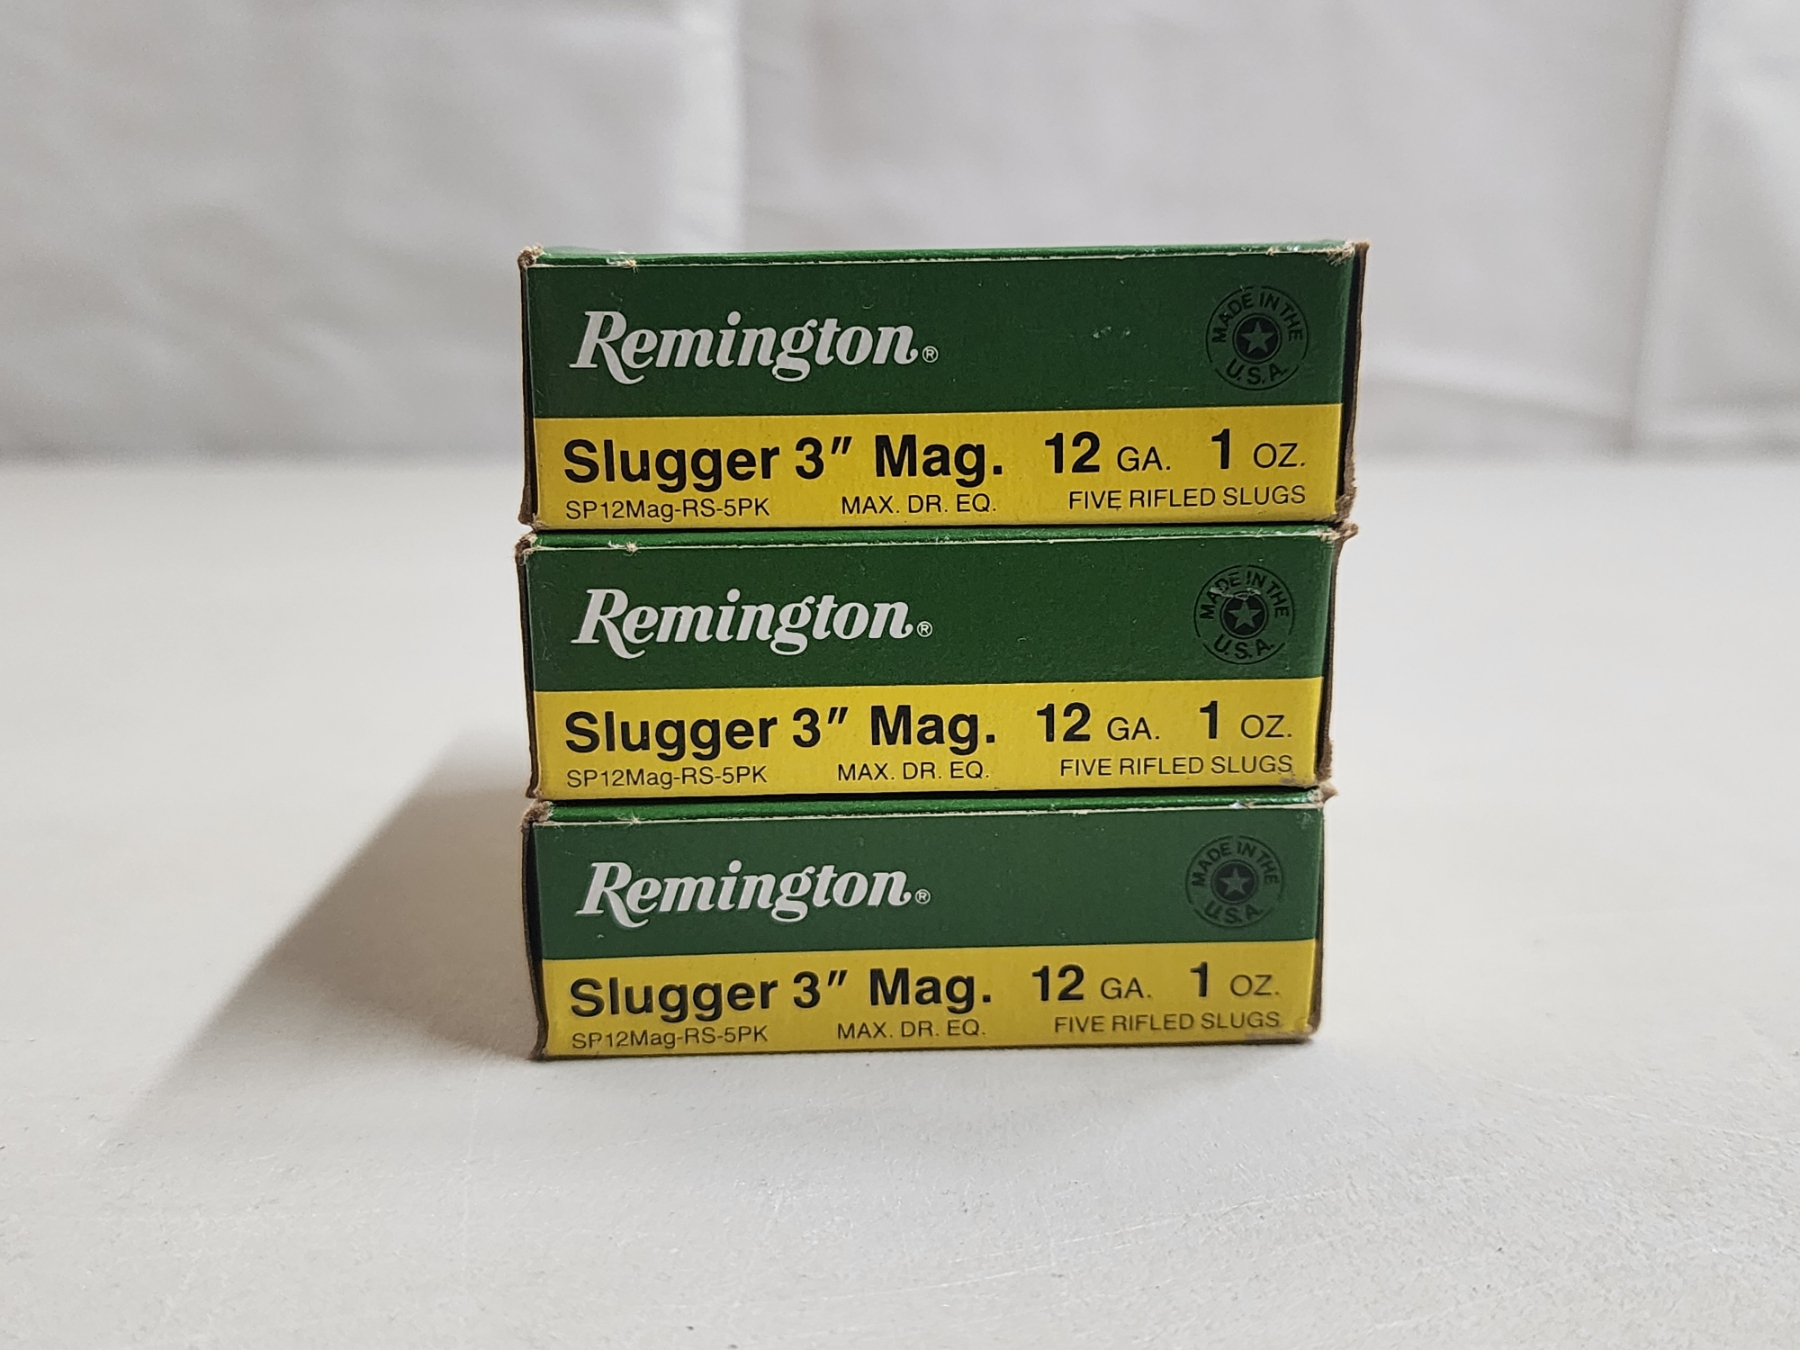 Remington®
MADE IN THE
U.S.A.
Slugger 3" Mag. 12 GA. 1 OZ.
SP12Mag-RS-5PK MAX. DR. EQ. FIVE RIFLED SLUGS
Remington®
MADE IN THE
U.S.A.
Slugger 3" Mag. 12 GA. 1 OZ.
SP12Mag-RS-5PK MAX. DR. EQ. FIVE RIFLED SLUGS
Remington®
MADE IN THE
U.S.A.
Slugger 3" Mag. 12 GA. 1 OZ.
SP12Mag-RS-5PK MAX. DR. EQ. FIVE RIFLED SLUGS